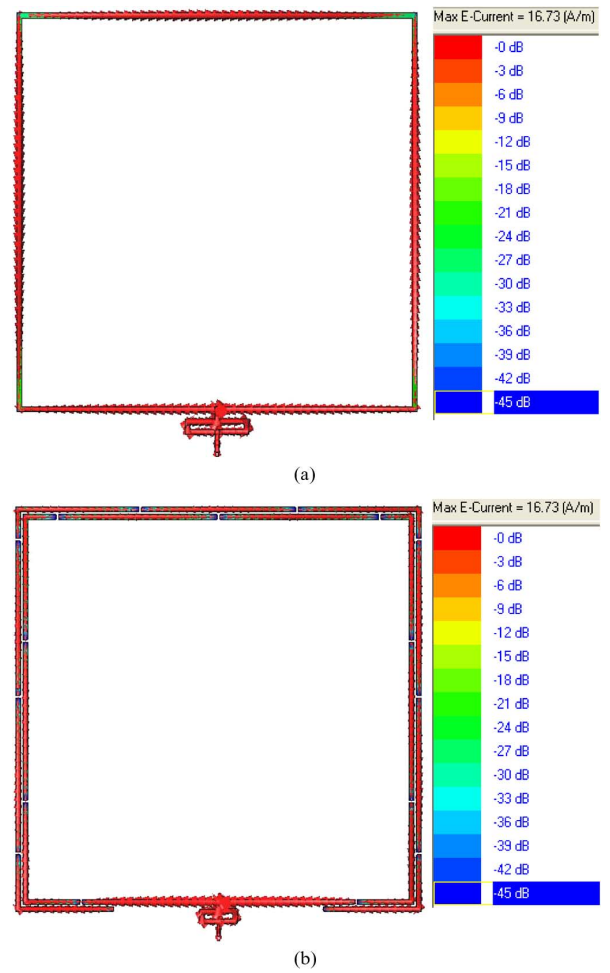 Max E-Current = 16.73 (A/m)
-0 dB
-3 dB
-6 dB
-9 dB
-12 dB
-15 dB
-18 dB
-21 dB
-24 dB
-27 dB
-30 dB
-33 dB
-36 dB
-39 dB
-42 dB
-45 dB
(a)
Max E-Current = 16.73 (A/m)
-0 dB
-3 dB
-6 dB
-9 dB
-12 dB
-15 dB
-18 dB
-21 dB
-24 dB
-27 dB
-30 dB
-33 dB
-36 dB
-39 dB
-42 dB
-45 dB
(b)